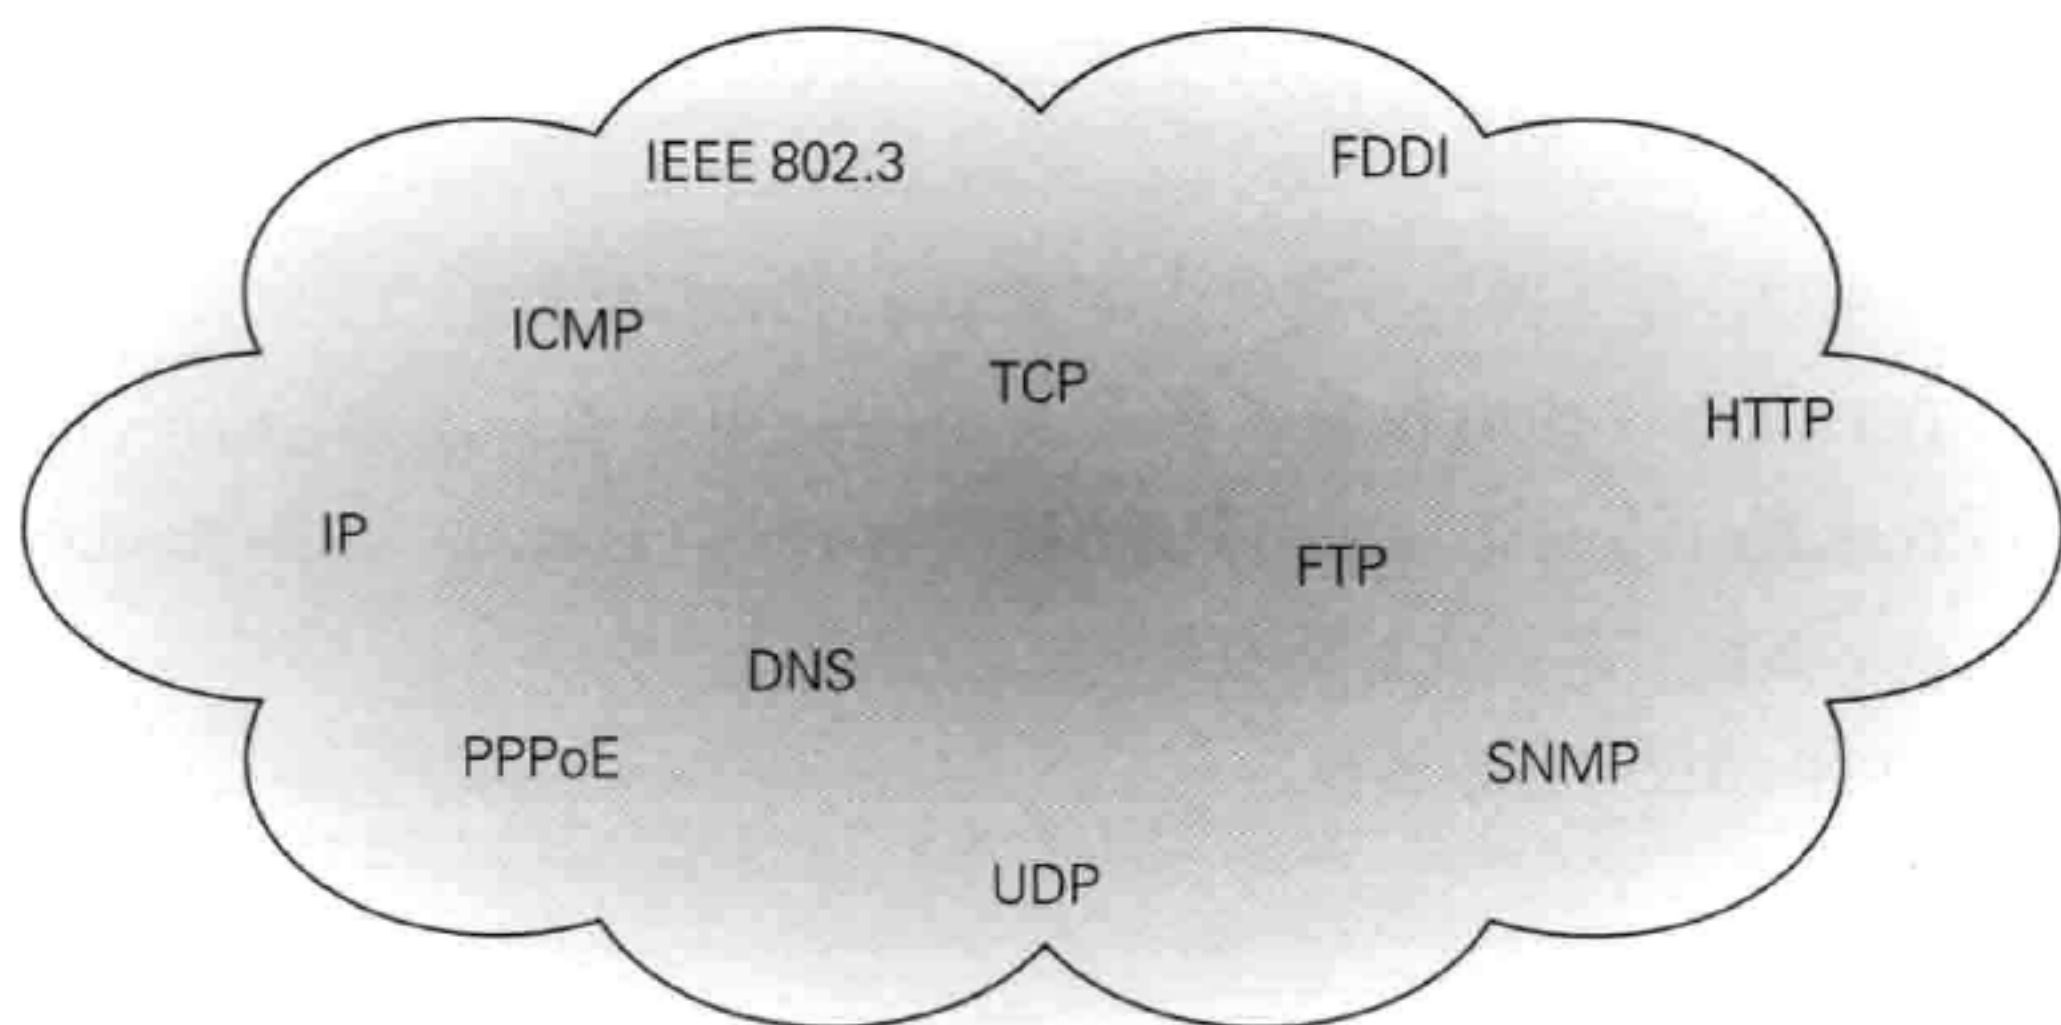 IEEE 802.3
FDDI
ICMP
TCP
HTTP
IP
FTP
DNS
PPPoE
SNMP
UDP